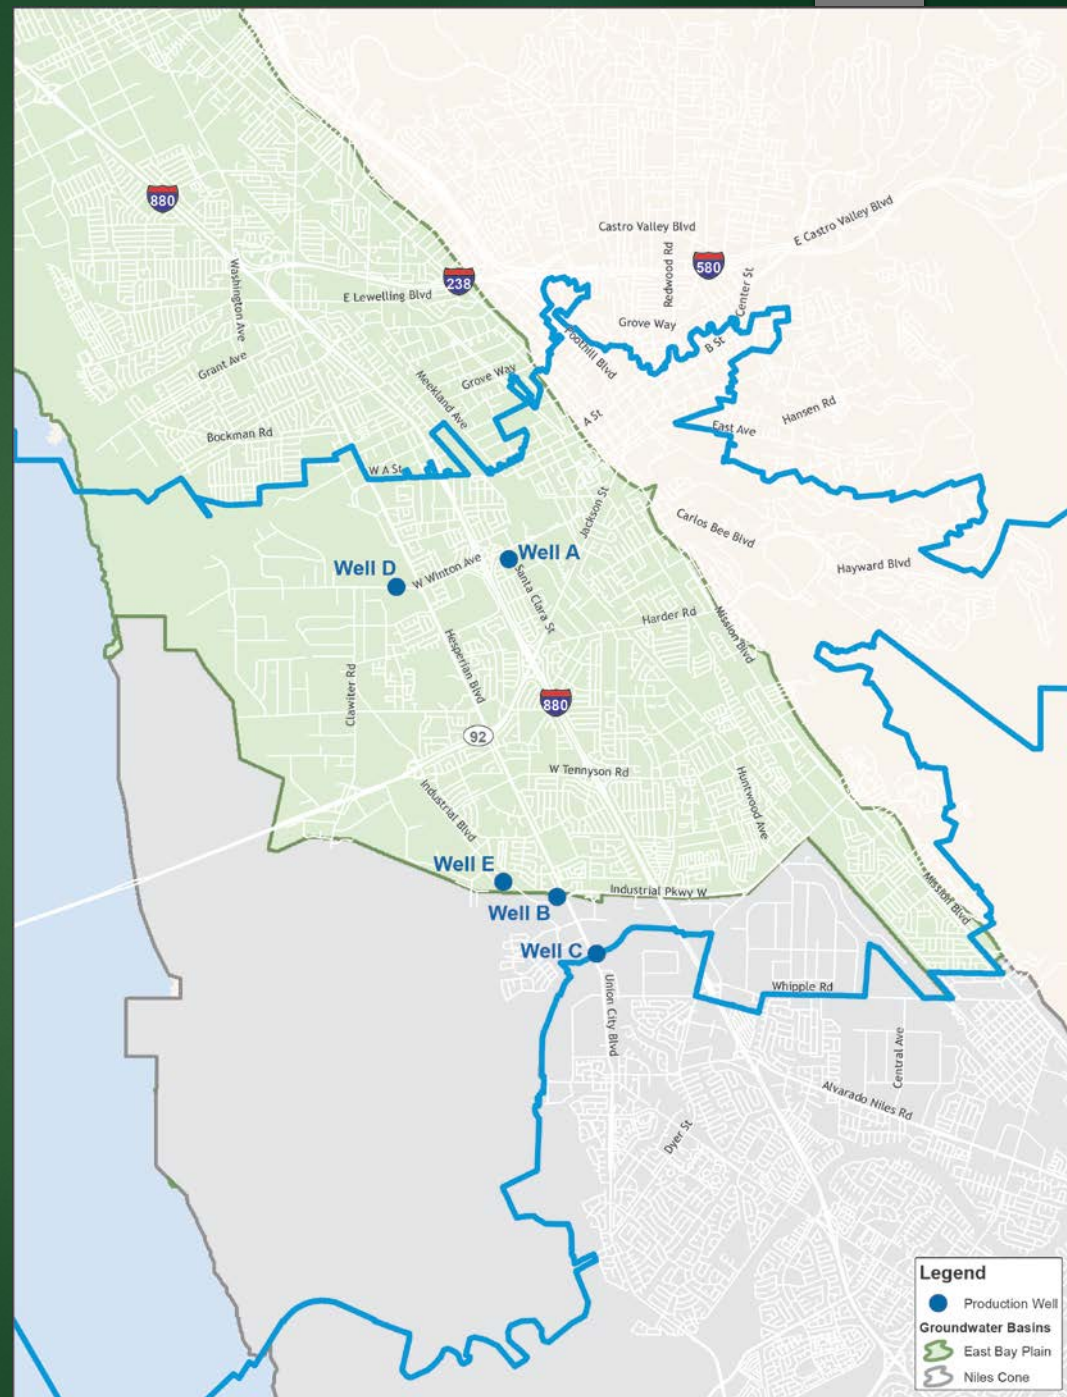 880
Castro Valley Blvd
E Castro Valley Blvd
Redwood Rd
580
Center St
Washington Ave
238
E Lewelling Blvd
Grove Way
B St
Foothill Blvd
Grant Ave
Grove Way
Meekland Ave
Hansen Rd
A St
East Ave
Bockman Rd
W A St
Jackson St
Carlos Bee Blvd
Well A
Well D
W Winton Ave
Hayward Blvd
Santa Clara St
Harder Rd
Mission Blvd
Hesperian Blvd
Clawiter Rd
880
92
W Tennyson Rd
Huntwood Ave
Industrial Blvd
Well E
Industrial Pkwy W
Mission Blvd
Well B
Well C
Whipple Rd
Union City Blvd
Central Ave
Alvarado Niles Rd
Dyer St
Legend
Production Well
Groundwater Basins
East Bay Plain
Niles Cone